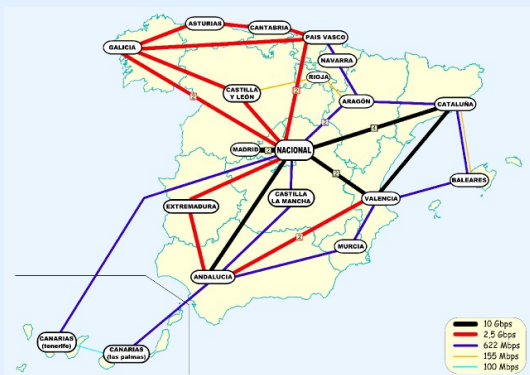 ASTURIAS
CANTABRIA
GALICIA
PAIS VASCO
NAVARRA
RIOJA
CASTILLA
Y LEÓN
ARAGÓN
CATALUÑA
MADRID
NACIONAL
BALEARES
CASTILLA
LA MANCHA
VALENCIA
EXTREMADURA
MURCIA
ANDALUCIA
CANARIAS
(tenerife)
CANARIAS
(las palmas)
10 Gbps
2,5 Gbps
622 Mbps
155 Mbps
100 Mbps